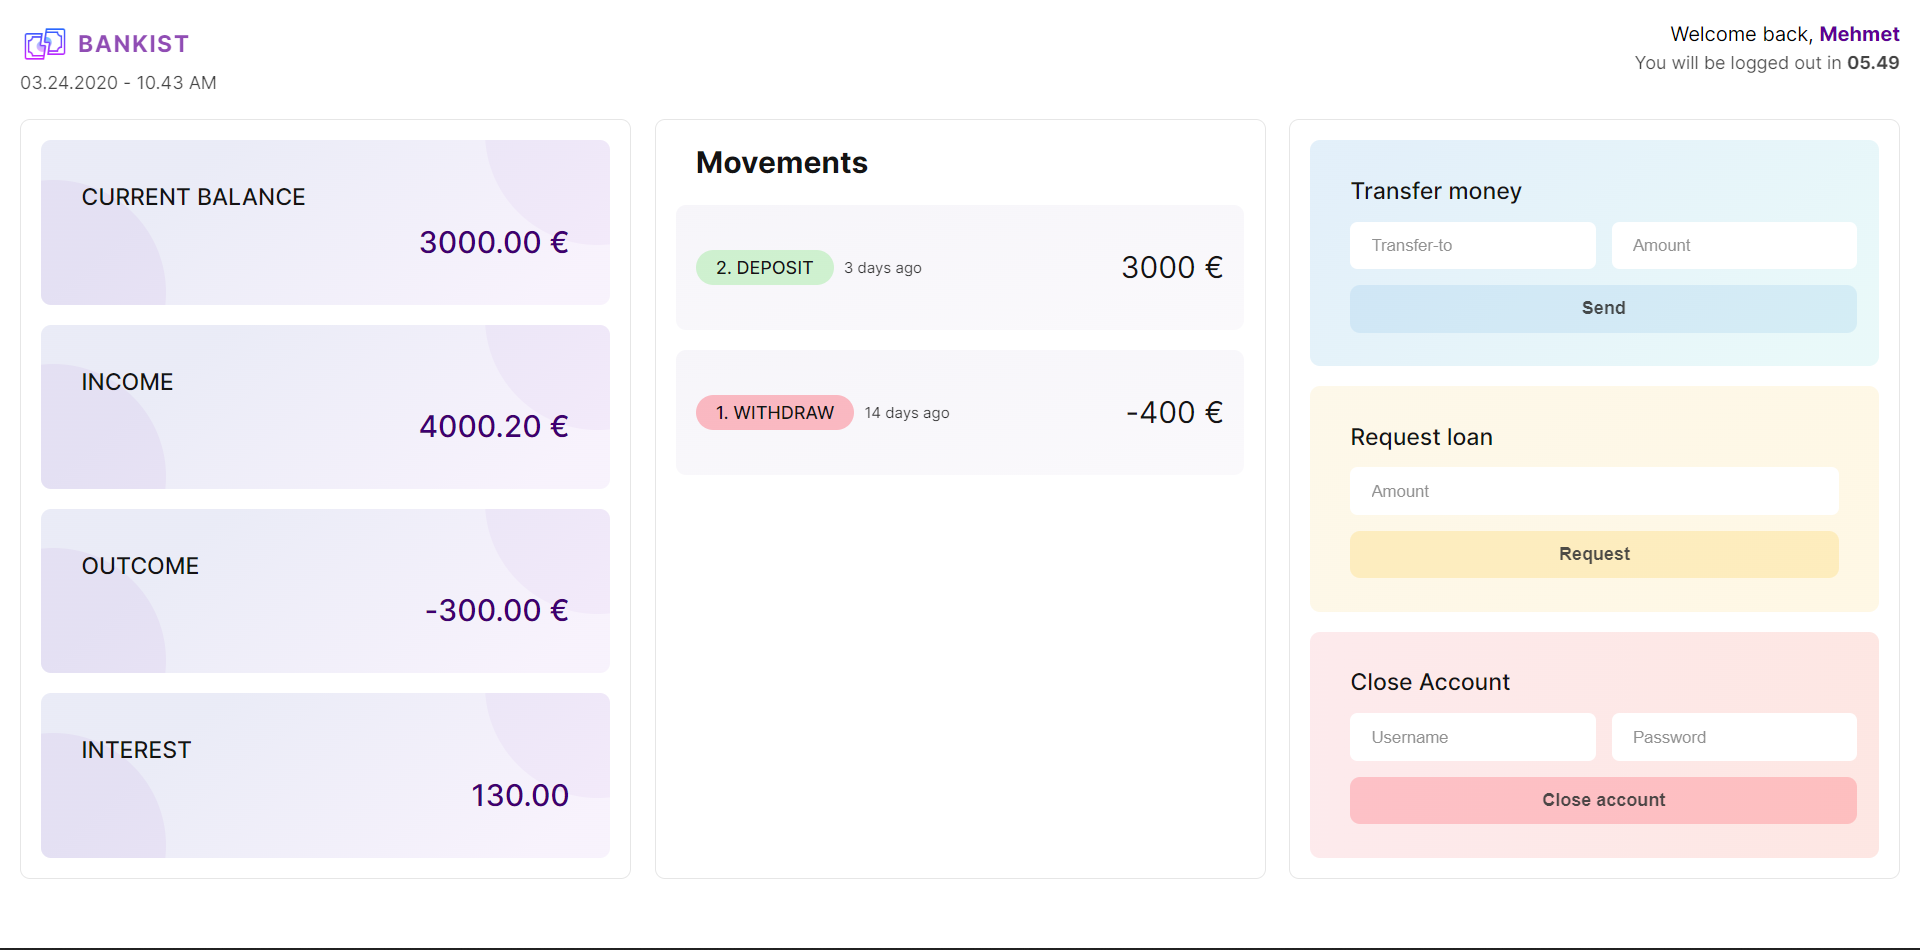 BANKIST
03.24.2020 - 10.43 AM
Welcome back, Mehmet
You will be logged out in 05.49
CURRENT BALANCE
3000.00 €
INCOME
4000.20 €
OUTCOME
-300.00 €
INTEREST
130.00
Movements
2. DEPOSIT 3 days ago 3000 €
1. WITHDRAW 14 days ago -400 €
Transfer money
Transfer-to Amount
Send
Request loan
Amount
Request
Close Account
Username Password
Close account